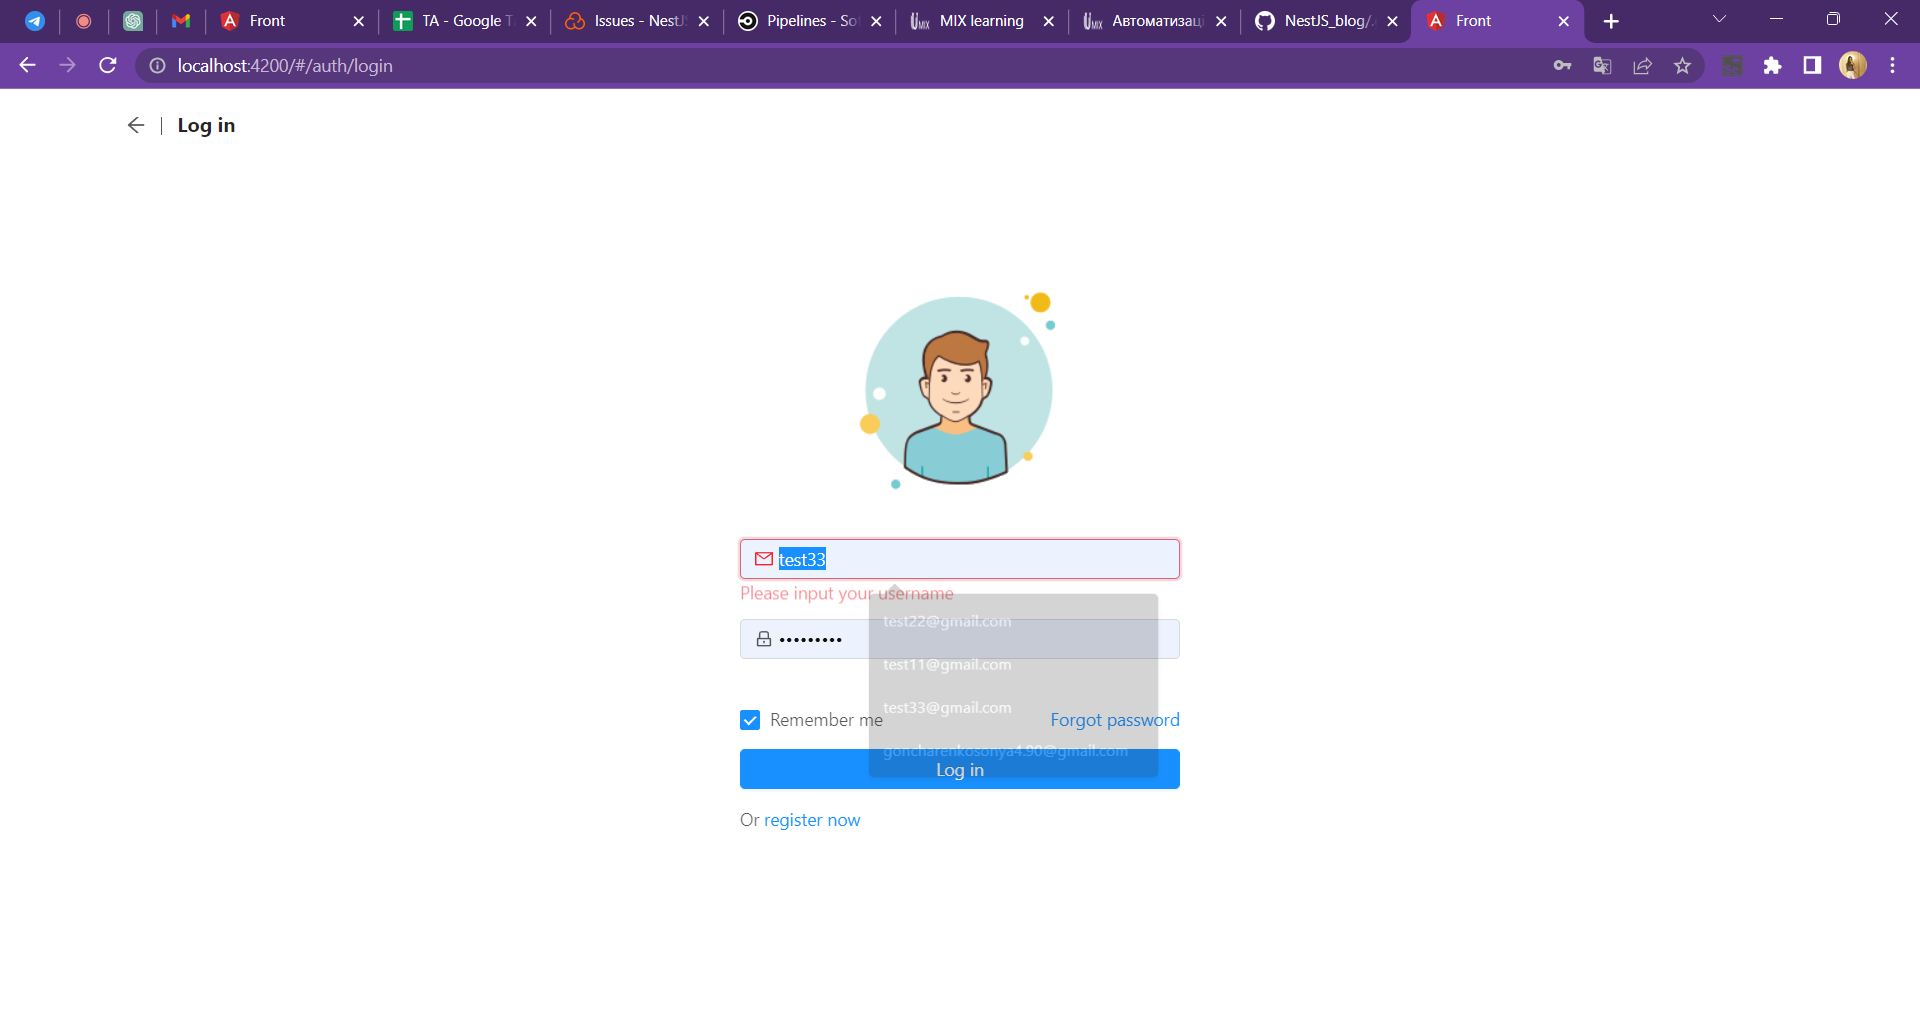 Front
TA - Google T
Issues - NestJ
Pipelines - So
MIX learning
Автоматизац
NestJS_blog/.
Front
localhost:4200/#/auth/login
Log in
test33
Please input your username
test22@gmail.com
test11@gmail.com
test33@gmail.com
Remember me
Forgot password
goncharenkosonya4.90@gmail.com
Log in
Or register now